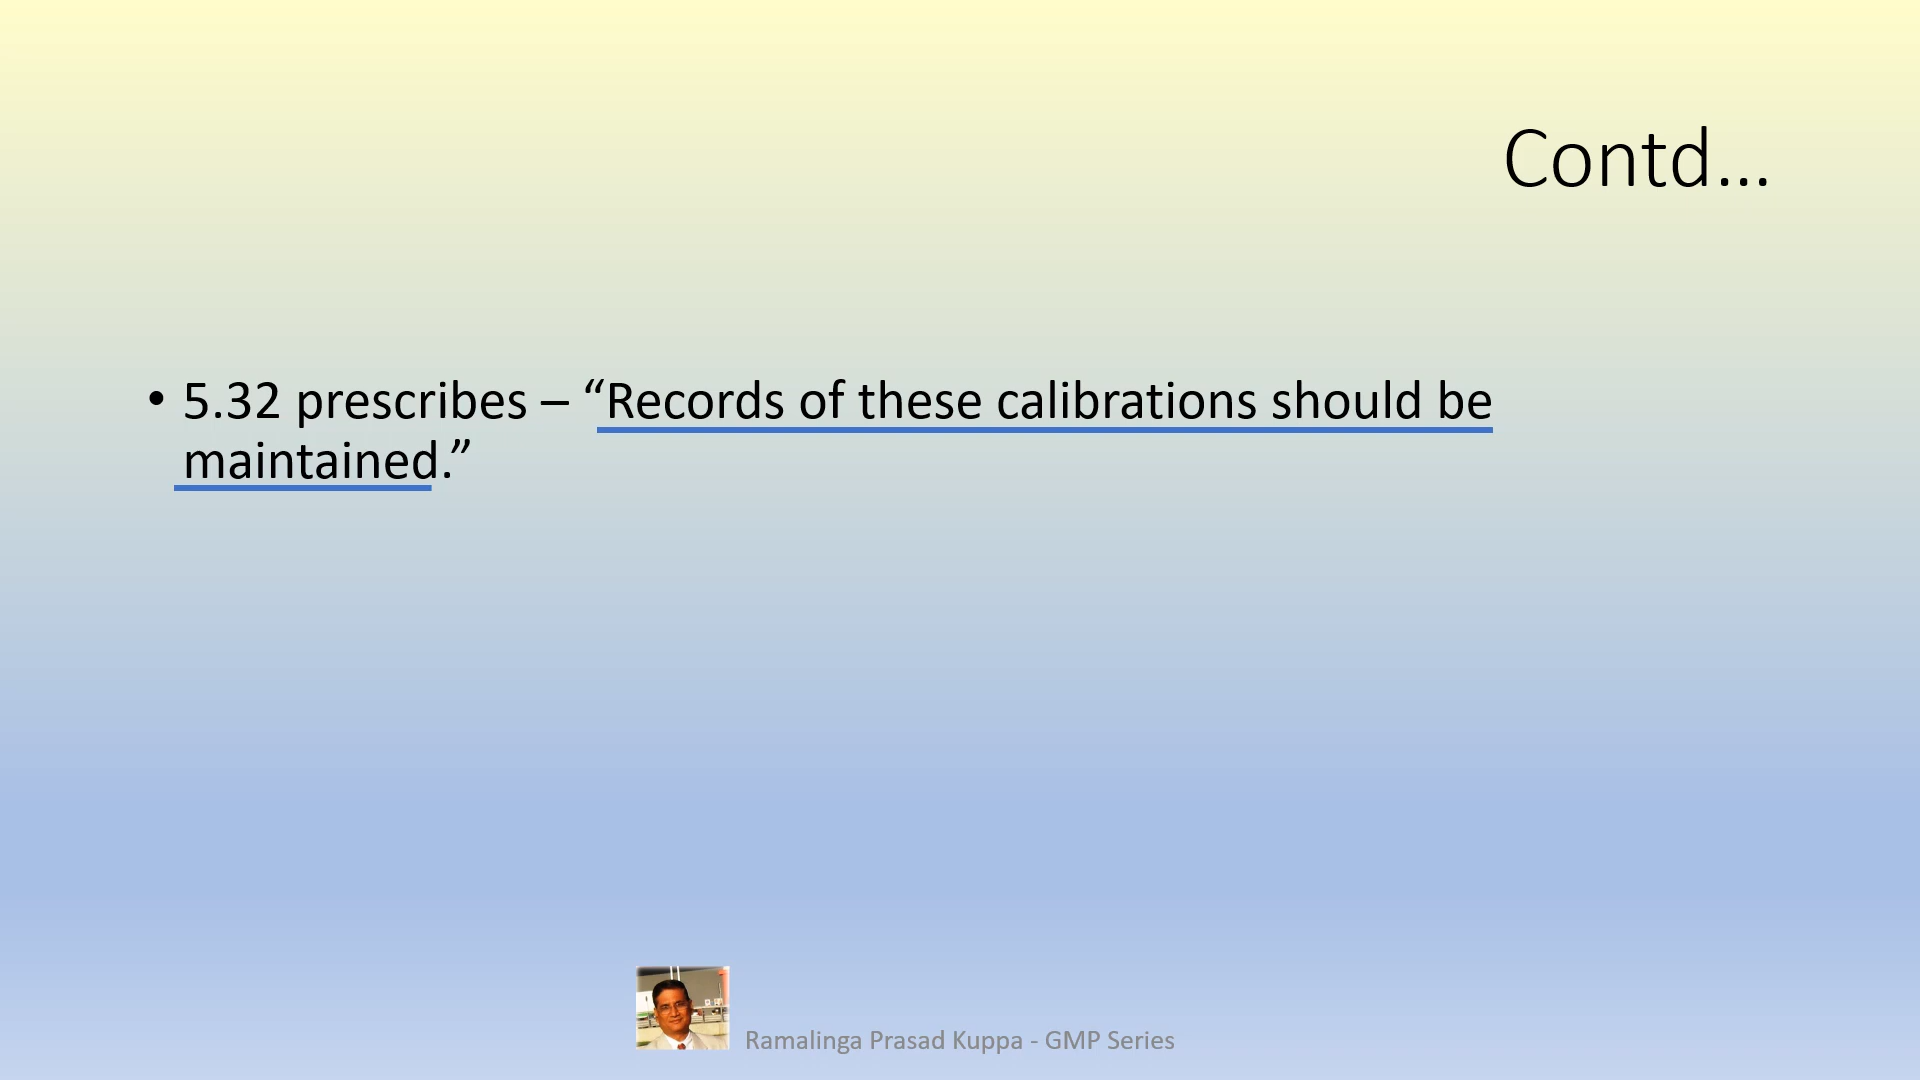 Contd...
• 5.32 prescribes – “Records of these calibrations should be
maintained.”
Ramalinga Prasad Kuppa - GMP Series